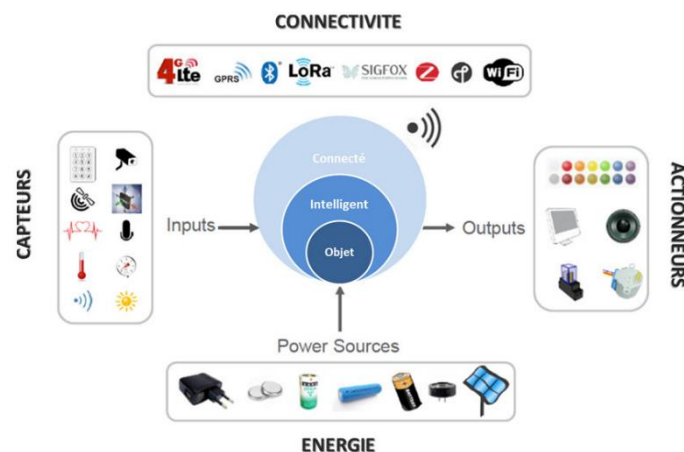 CONNECTIVITE
4G LTE
GPRS
LoRa
SIGFOX
WiFi
CAPTEURS
Inputs
Connecté
Intelligent
Objet
Outputs
ACTIONNEURS
Power Sources
ENERGIE